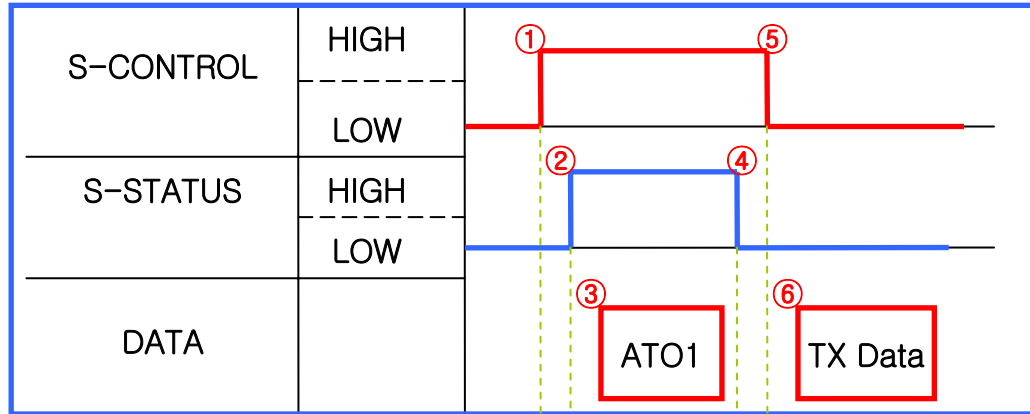 S-CONTROL
HIGH
LOW
① ⑤
S-STATUS
HIGH
LOW
② ④
DATA
③ ⑥
ATO1
TX Data